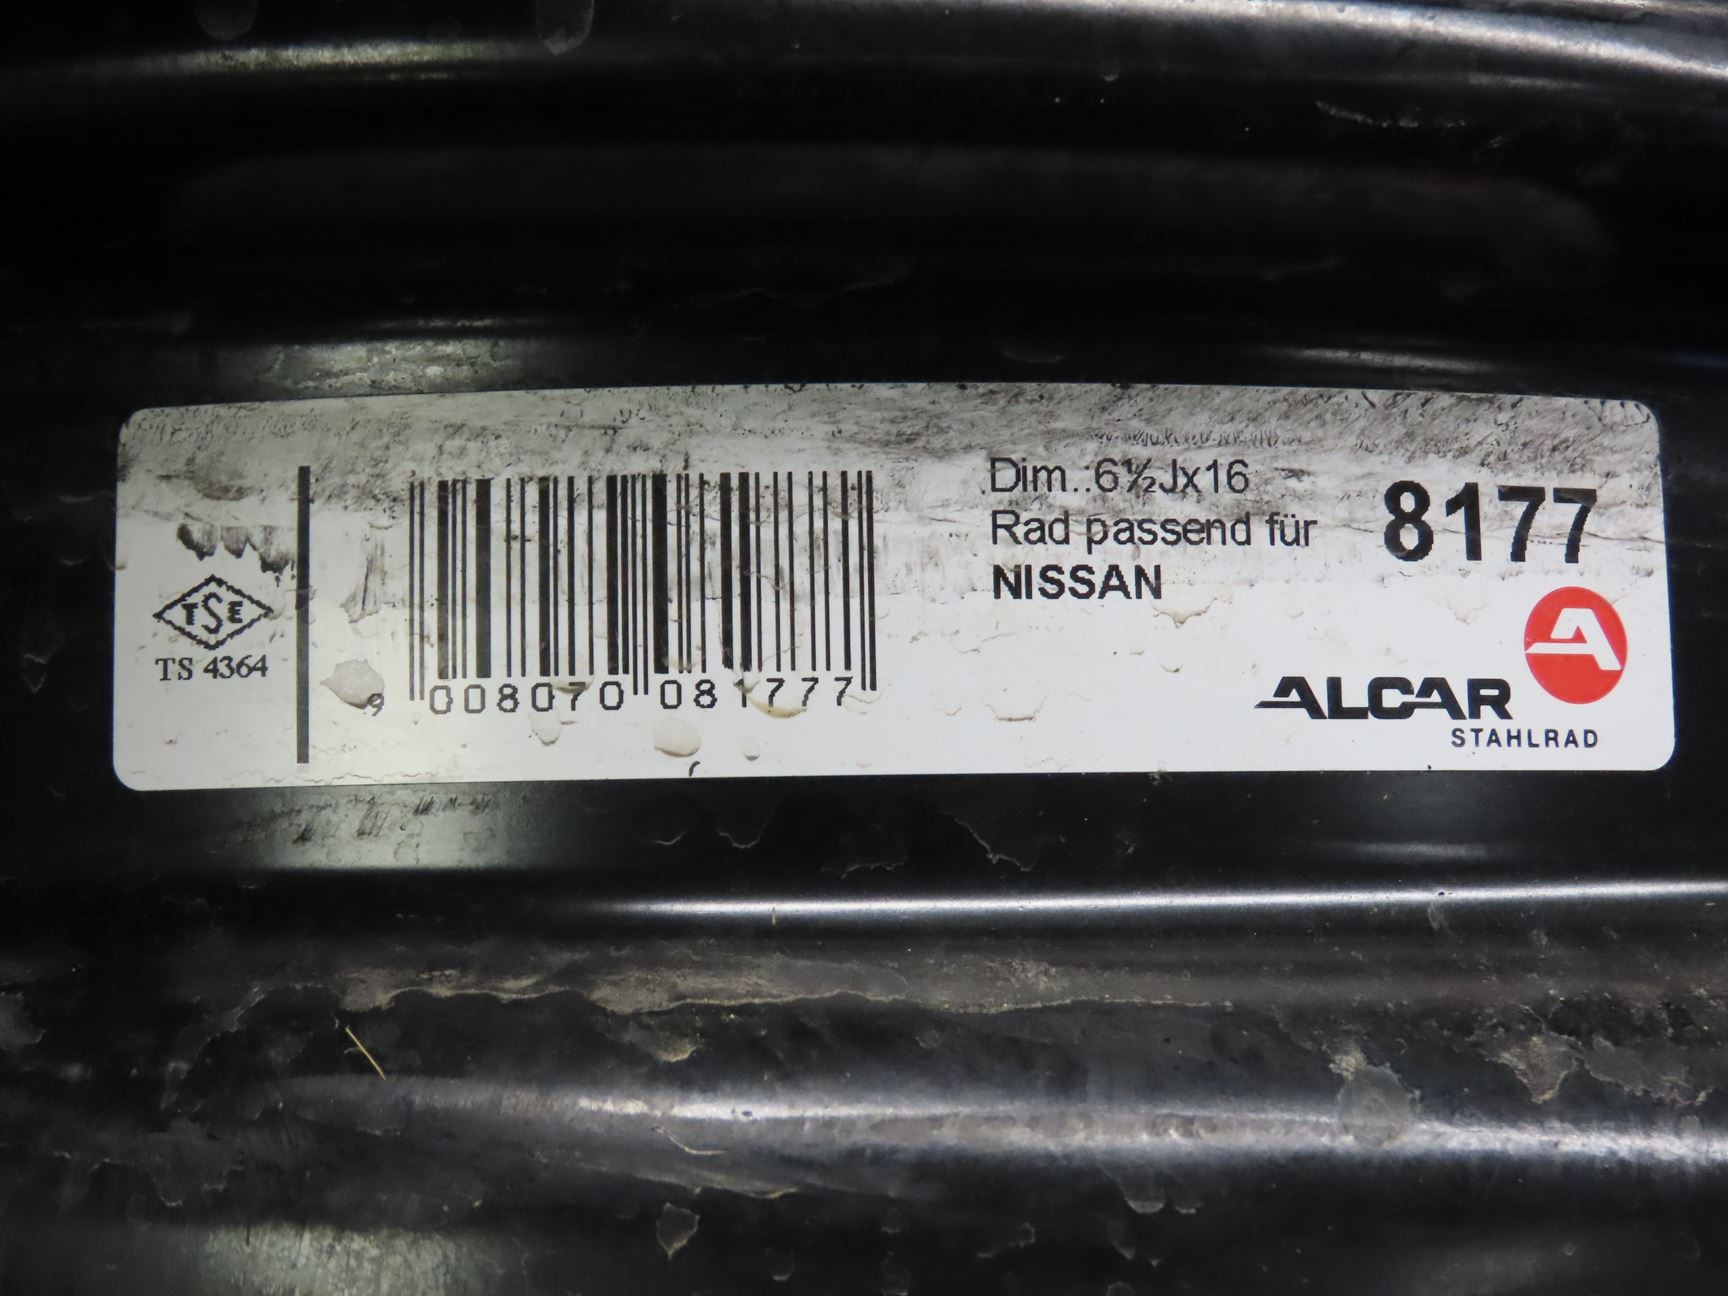 TSE
TS 4364
9 008070 081777
Dim.:6½Jx16
Rad passend für
NISSAN
8177
A
ALCAR
STAHLRAD